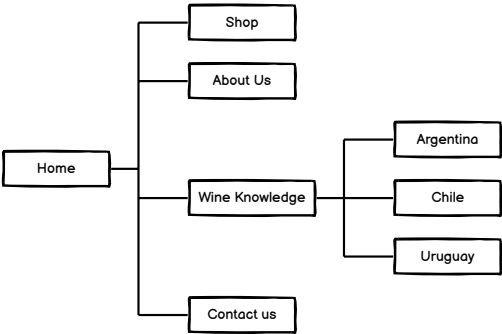 Shop
About Us
Home
Wine Knowledge
Argentina
Chile
Uruguay
Contact us